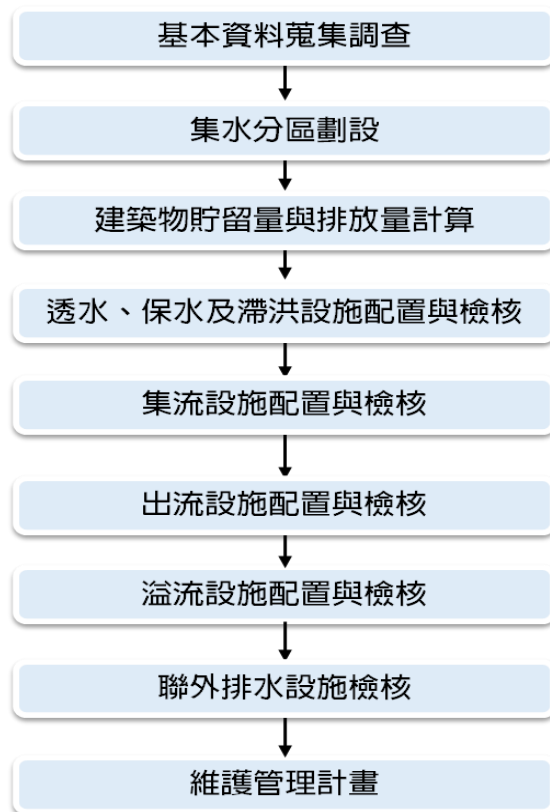 基本資料蒐集調查
集水分區劃設
建築物貯留量與排放量計算
透水、保水及滯洪設施配置與檢核
集流設施配置與檢核
出流設施配置與檢核
溢流設施配置與檢核
聯外排水設施檢核
維護管理計畫